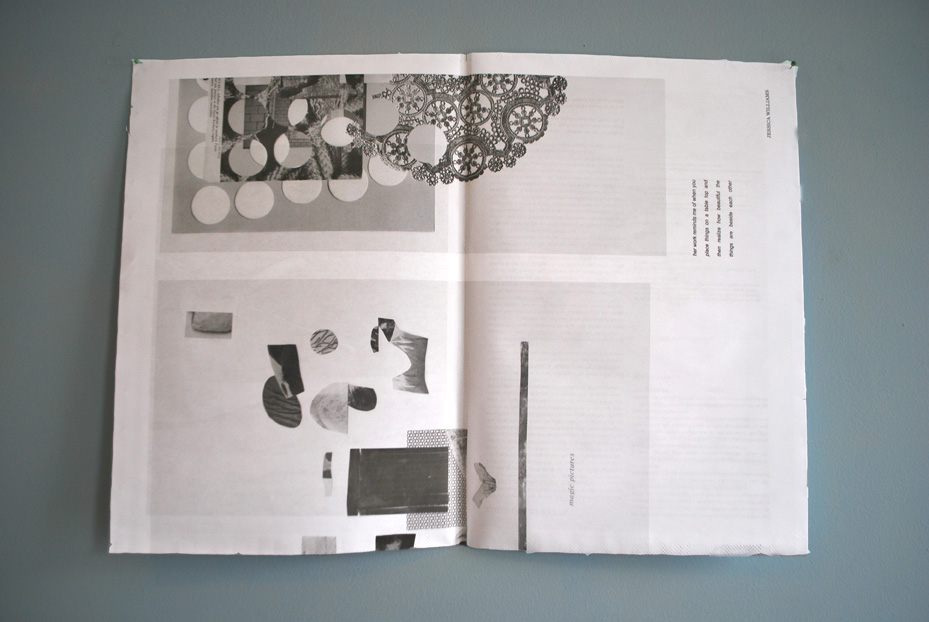 JESSICA WILLIAMS
her work reminds me of when you
place things on a table top and
then realize how beautiful the
things are beside each other
magic pictures